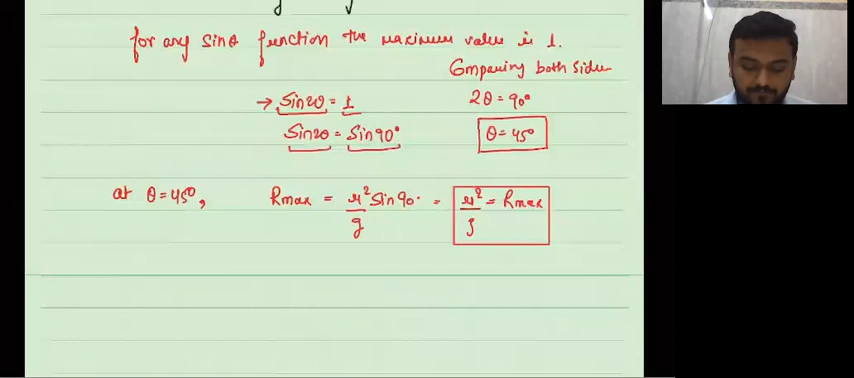 for any sinθ function the maximum value is 1.
Comparing both sides
→ Sin2θ = 1
2θ = 90°
Sin2θ = Sin90°
θ = 45°
at θ = 45°, Rmax = u²Sin90°/g = u²/g = Rmax